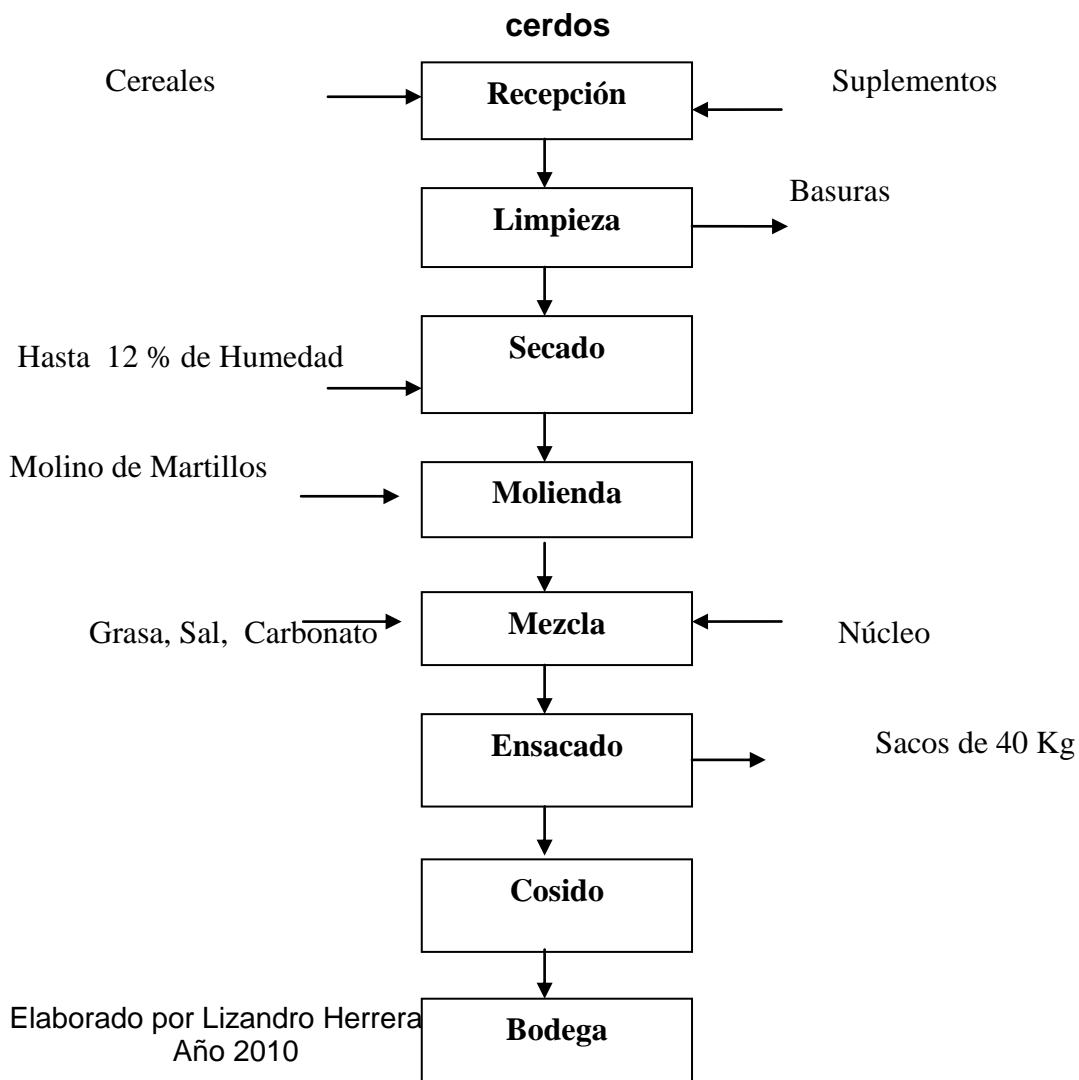 cerdos
Cereales
Recepción
Suplementos
Limpieza
Basuras
Secado
Hasta 12 % de Humedad
Molino de Martillos
Molienda
Grasa, Sal, Carbonato
Mezcla
Núcleo
Ensacado
Sacos de 40 Kg
Cosido
Elaborado por Lizandro Herrera
Año 2010
Bodega